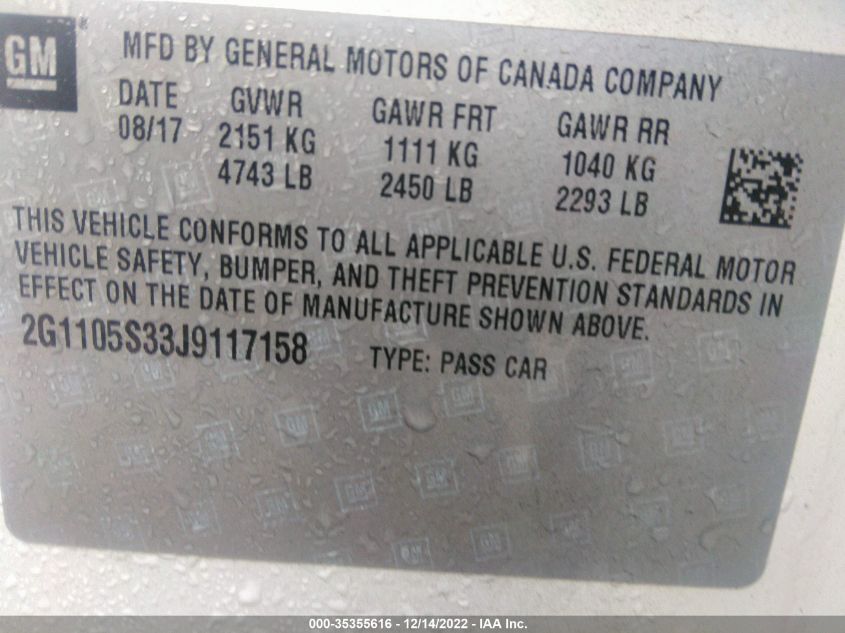 GM
MFD BY GENERAL MOTORS OF CANADA COMPANY
DATE GVWR GAWR FRT GAWR RR
08/17 2151 KG 1111 KG 1040 KG
4743 LB 2450 LB 2293 LB
THIS VEHICLE CONFORMS TO ALL APPLICABLE U.S. FEDERAL MOTOR
VEHICLE SAFETY, BUMPER, AND THEFT PREVENTION STANDARDS IN
EFFECT ON THE DATE OF MANUFACTURE SHOWN ABOVE.
2G1105S33J9117158 TYPE: PASS CAR
000-35355616 - 12/14/2022 - IAA Inc.